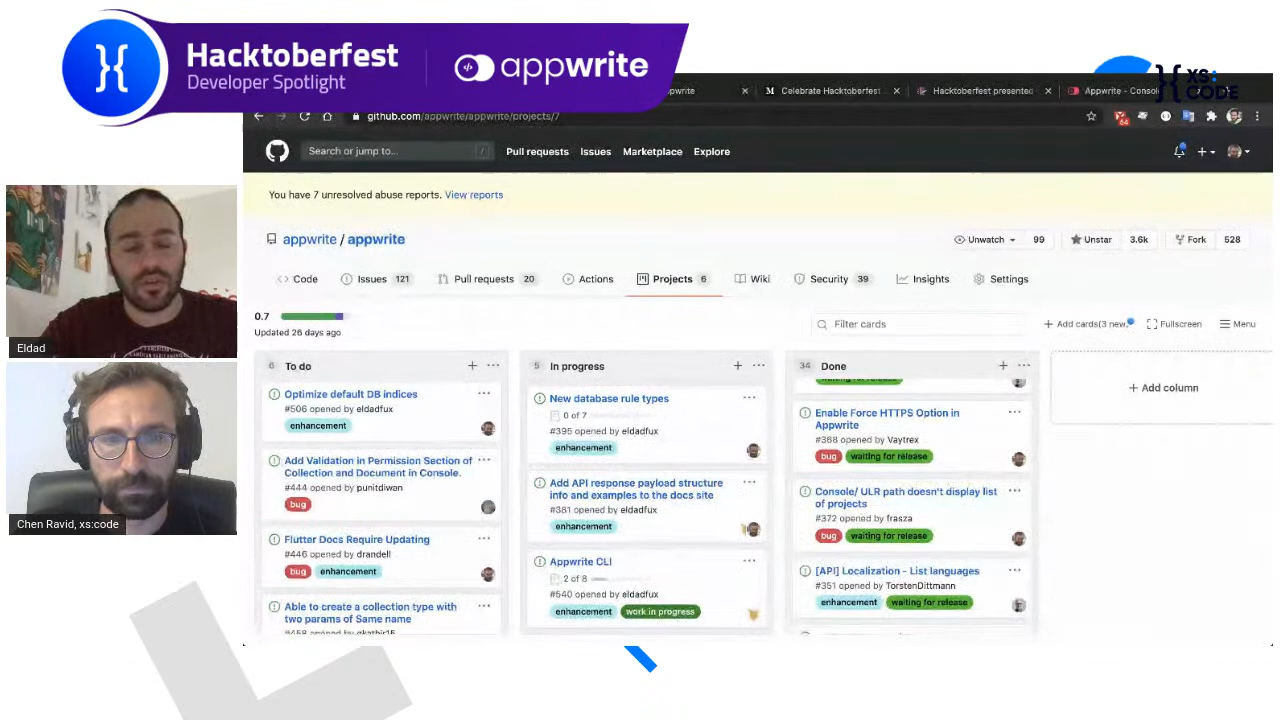 Hacktoberfest
Developer Spotlight
appwrite
XS:
CODE
pwrite
Celebrate Hacktoberfest
Hacktoberfest presented
Appwrite - Console
github.com/appwrite/appwrite/projects/7
64
Search or jump to...
/
Pull requests Issues Marketplace Explore
You have 7 unresolved abuse reports. View reports
appwrite / appwrite
Unwatch 99 Unstar 3.6k Fork 528
Code Issues 121 Pull requests 20 Actions Projects 6 Wiki Security 39 Insights Settings
0.7
Updated 26 days ago
Filter cards
+ Add cards(3 new) Fullscreen Menu
6 To do
Optimize default DB indices
#506 opened by eldadfux
enhancement
Add Validation in Permission Section of
Collection and Document in Console.
#444 opened by punitdiwan
bug
Flutter Docs Require Updating
#446 opened by drandell
bug enhancement
Able to create a collection type with
two params of Same name
5 In progress
New database rule types
0 of 7
#395 opened by eldadfux
enhancement
Add API response payload structure
info and examples to the docs site
#381 opened by eldadfux
enhancement
Appwrite CLI
2 of 8
#540 opened by eldadfux
enhancement work in progress
34 Done
waiting for release
Enable Force HTTPS Option in
Appwrite
#368 opened by Vaytrex
bug waiting for release
Console/ ULR path doesn't display list
of projects
#372 opened by frasza
bug waiting for release
[API] Localization - List languages
#351 opened by TorstenDittmann
enhancement waiting for release
+ Add column
Eldad
Chen Ravid, xs:code